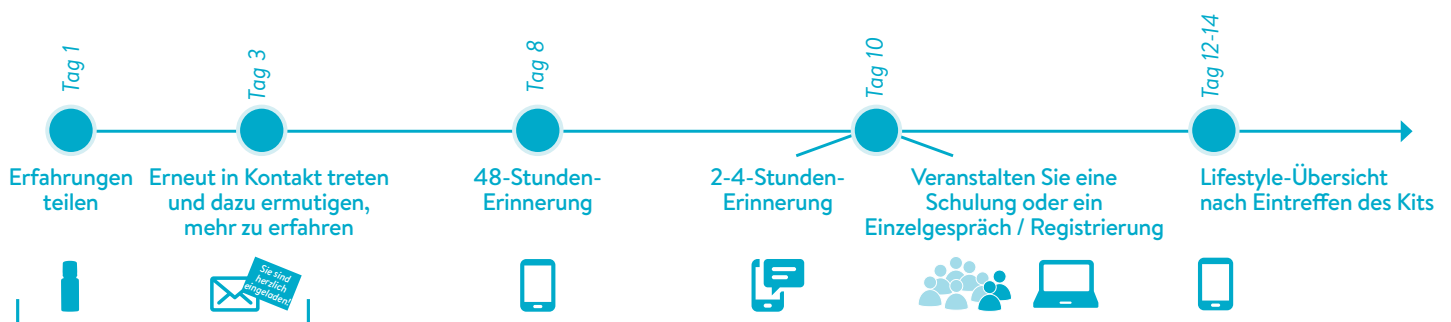 Tag 1
Tag 3
Tag 8
Tag 10
Tag 12-14
Erfahrungen
teilen
Erneut in Kontakt treten
und dazu ermutigen,
mehr zu erfahren
48-Stunden-
Erinnerung
2-4-Stunden-
Erinnerung
Veranstalten Sie eine
Schulung oder ein
Einzelgespräch / Registrierung
Lifestyle-Übersicht
nach Eintreffen des Kits
Sie sind
herzlich
eingeladen!